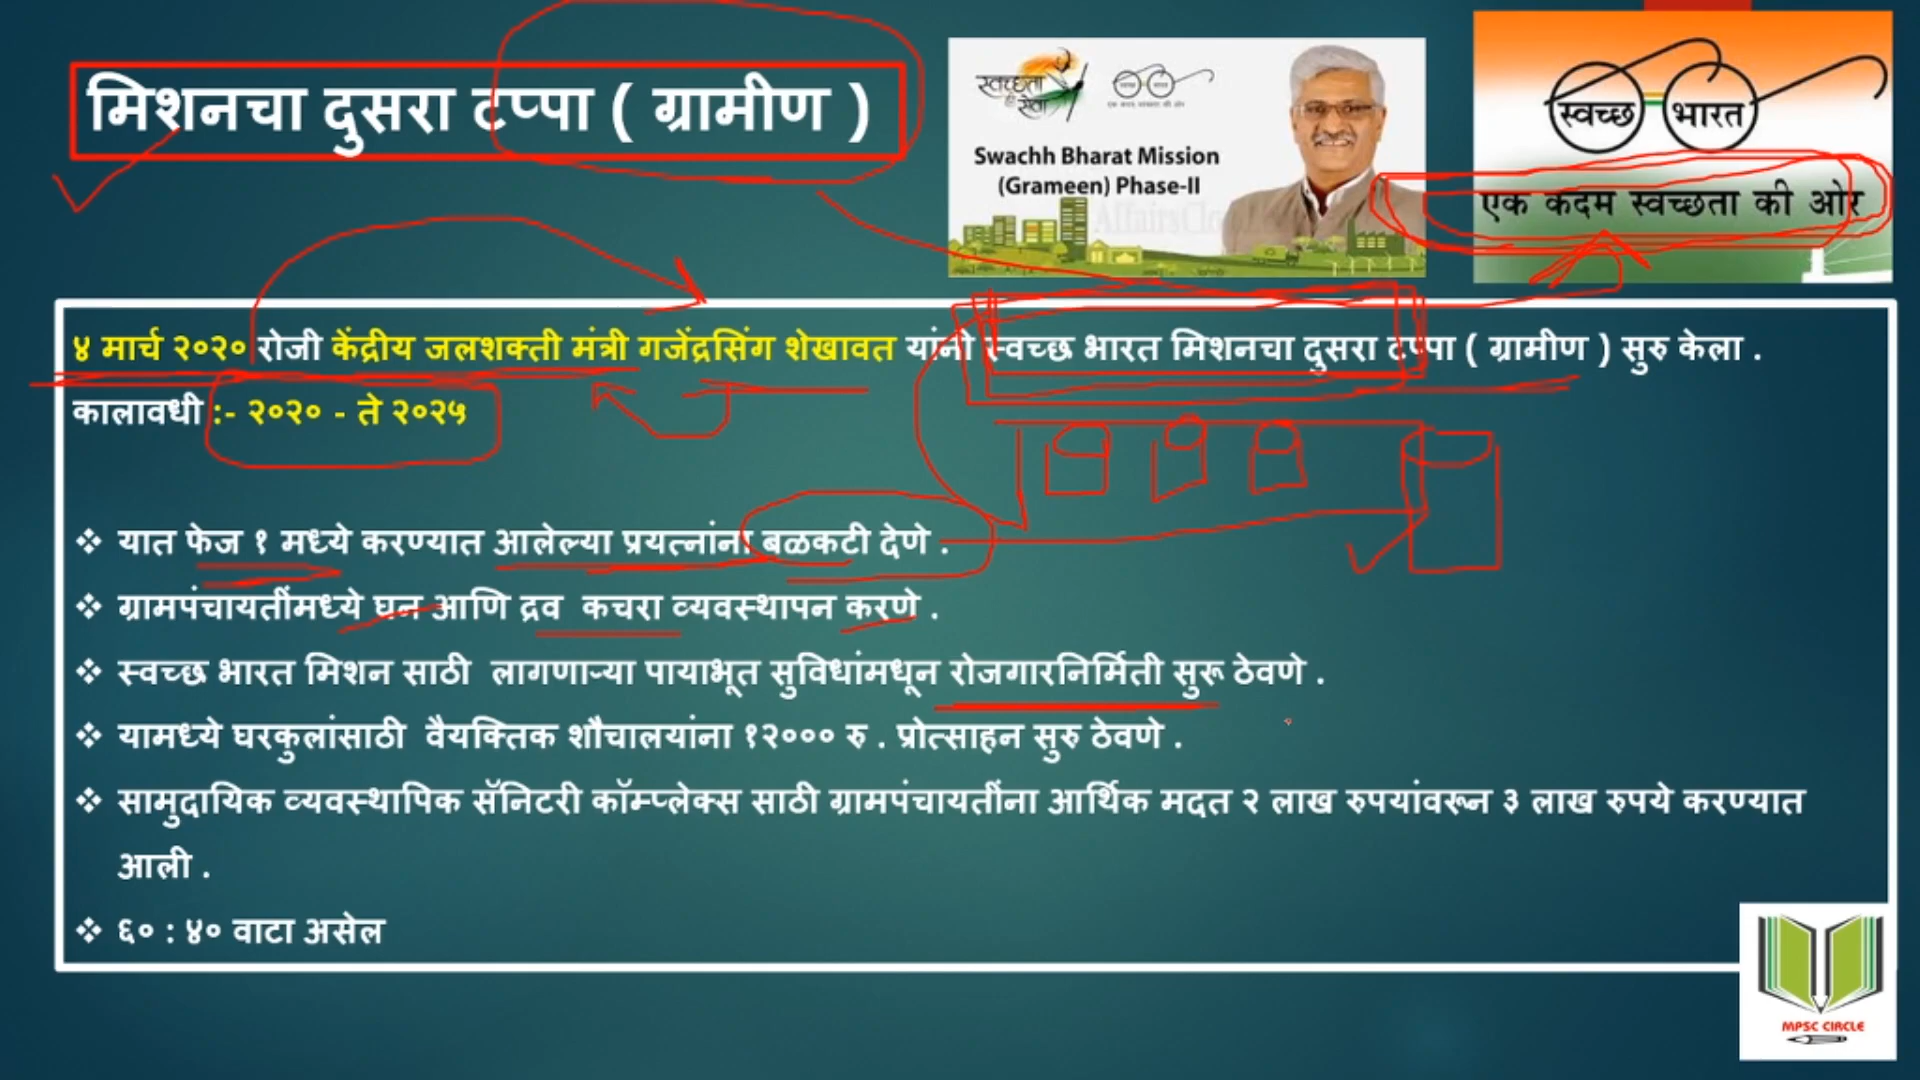 मिशनचा दुसरा टप्पा ( ग्रामीण )
स्वच्छता
ही
सेवा
Swachh Bharat Mission
(Grameen) Phase-II
स्वच्छ भारत
एक कदम स्वच्छता की ओर
४ मार्च २०२० रोजी केंद्रीय जलशक्ती मंत्री गजेंद्रसिंग शेखावत यांनी स्वच्छ भारत मिशनचा दुसरा टप्पा ( ग्रामीण ) सुरु केला .
कालावधी :- २०२० - ते २०२५
❖ यात फेज १ मध्ये करण्यात आलेल्या प्रयत्नांना बळकटी देणे .
❖ ग्रामपंचायतींमध्ये घन आणि द्रव कचरा व्यवस्थापन करणे .
❖ स्वच्छ भारत मिशन साठी लागणाऱ्या पायाभूत सुविधांमधून रोजगारनिर्मिती सुरू ठेवणे .
❖ यामध्ये घरकुलांसाठी वैयक्तिक शौचालयांना १२००० रु . प्रोत्साहन सुरु ठेवणे .
❖ सामुदायिक व्यवस्थापिक सॅनिटरी कॉम्प्लेक्स साठी ग्रामपंचायतींना आर्थिक मदत २ लाख रुपयांवरून ३ लाख रुपये करण्यात
आली .
❖ ६० : ४० वाटा असेल
MPSC CIRCLE